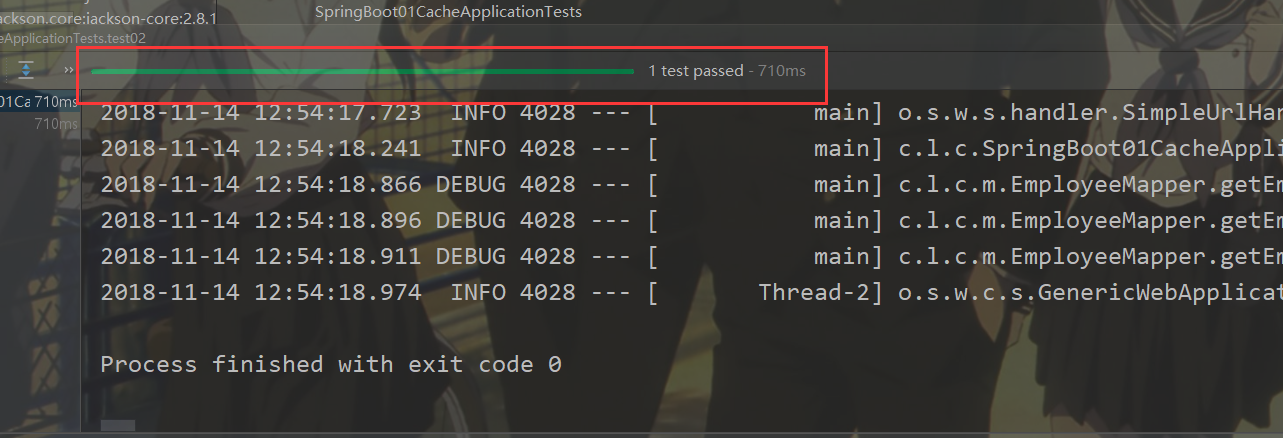 ackson.core:jackson-core:2.8.1
SpringBoot01CacheApplicationTests
eApplicationTests.test02
1 test passed - 710ms
01Ca 710ms
710ms
2018-11-14 12:54:17.723  INFO 4028 --- [           main] o.s.w.s.handler.SimpleUrlHan
2018-11-14 12:54:18.241  INFO 4028 --- [           main] c.l.c.SpringBoot01CacheAppli
2018-11-14 12:54:18.866 DEBUG 4028 --- [           main] c.l.c.m.EmployeeMapper.getEm
2018-11-14 12:54:18.896 DEBUG 4028 --- [           main] c.l.c.m.EmployeeMapper.getEm
2018-11-14 12:54:18.911 DEBUG 4028 --- [           main] c.l.c.m.EmployeeMapper.getEm
2018-11-14 12:54:18.974  INFO 4028 --- [       Thread-2] o.s.w.c.s.GenericWebApplicat
Process finished with exit code 0